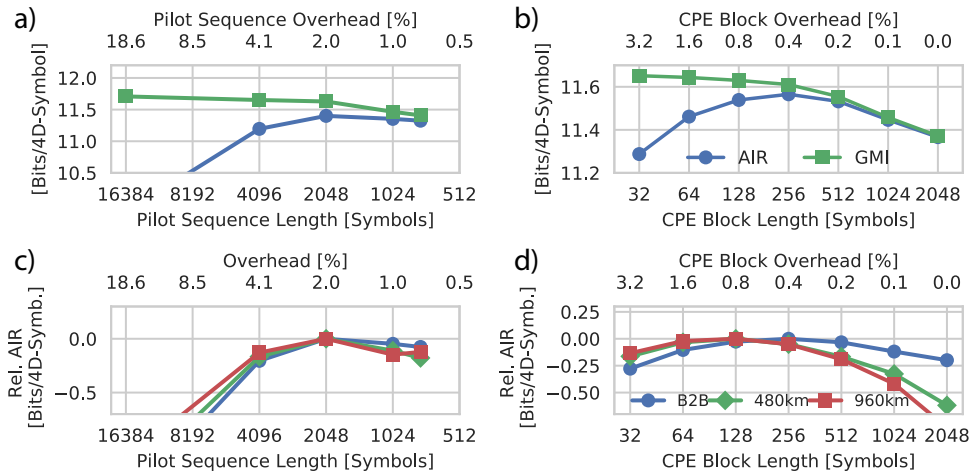 a)
Pilot Sequence Overhead [%]
18.6 8.5 4.1 2.0 1.0 0.5
[Bits/4D-Symbol]
12.0
11.5
11.0
10.5
16384 8192 4096 2048 1024 512
Pilot Sequence Length [Symbols]
b)
CPE Block Overhead [%]
3.2 1.6 0.8 0.4 0.2 0.1 0.0
[Bits/4D-Symbol]
11.6
11.4
11.2
AIR GMI
32 64 128 256 512 1024 2048
CPE Block Length [Symbols]
c)
Overhead [%]
18.6 8.5 4.1 2.0 1.0 0.5
Rel. AIR
[Bits/4D-Symb.]
0.0
−0.5
16384 8192 4096 2048 1024 512
Pilot Sequence Length [Symbols]
d)
CPE Block Overhead [%]
3.2 1.6 0.8 0.4 0.2 0.1 0.0
Rel. AIR
[Bits/4D-Symb.]
0.25
0.00
−0.25
−0.50
B2B 480km 960km
32 64 128 256 512 1024 2048
CPE Block Length [Symbols]